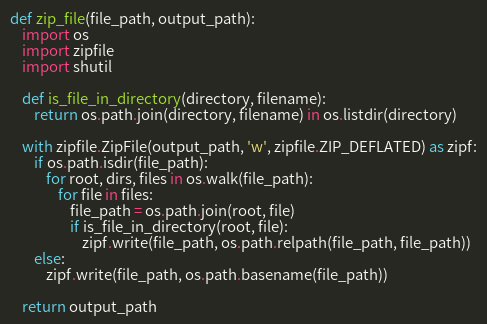 def zip_file(file_path, output_path):
    import os
    import zipfile
    import shutil

    def is_file_in_directory(directory, filename):
        return os.path.join(directory, filename) in os.listdir(directory)

    with zipfile.ZipFile(output_path, 'w', zipfile.ZIP_DEFLATED) as zipf:
        if os.path.isdir(file_path):
            for root, dirs, files in os.walk(file_path):
                for file in files:
                    file_path = os.path.join(root, file)
                    if is_file_in_directory(root, file):
                        zipf.write(file_path, os.path.relpath(file_path, file_path))
        else:
            zipf.write(file_path, os.path.basename(file_path))

    return output_path